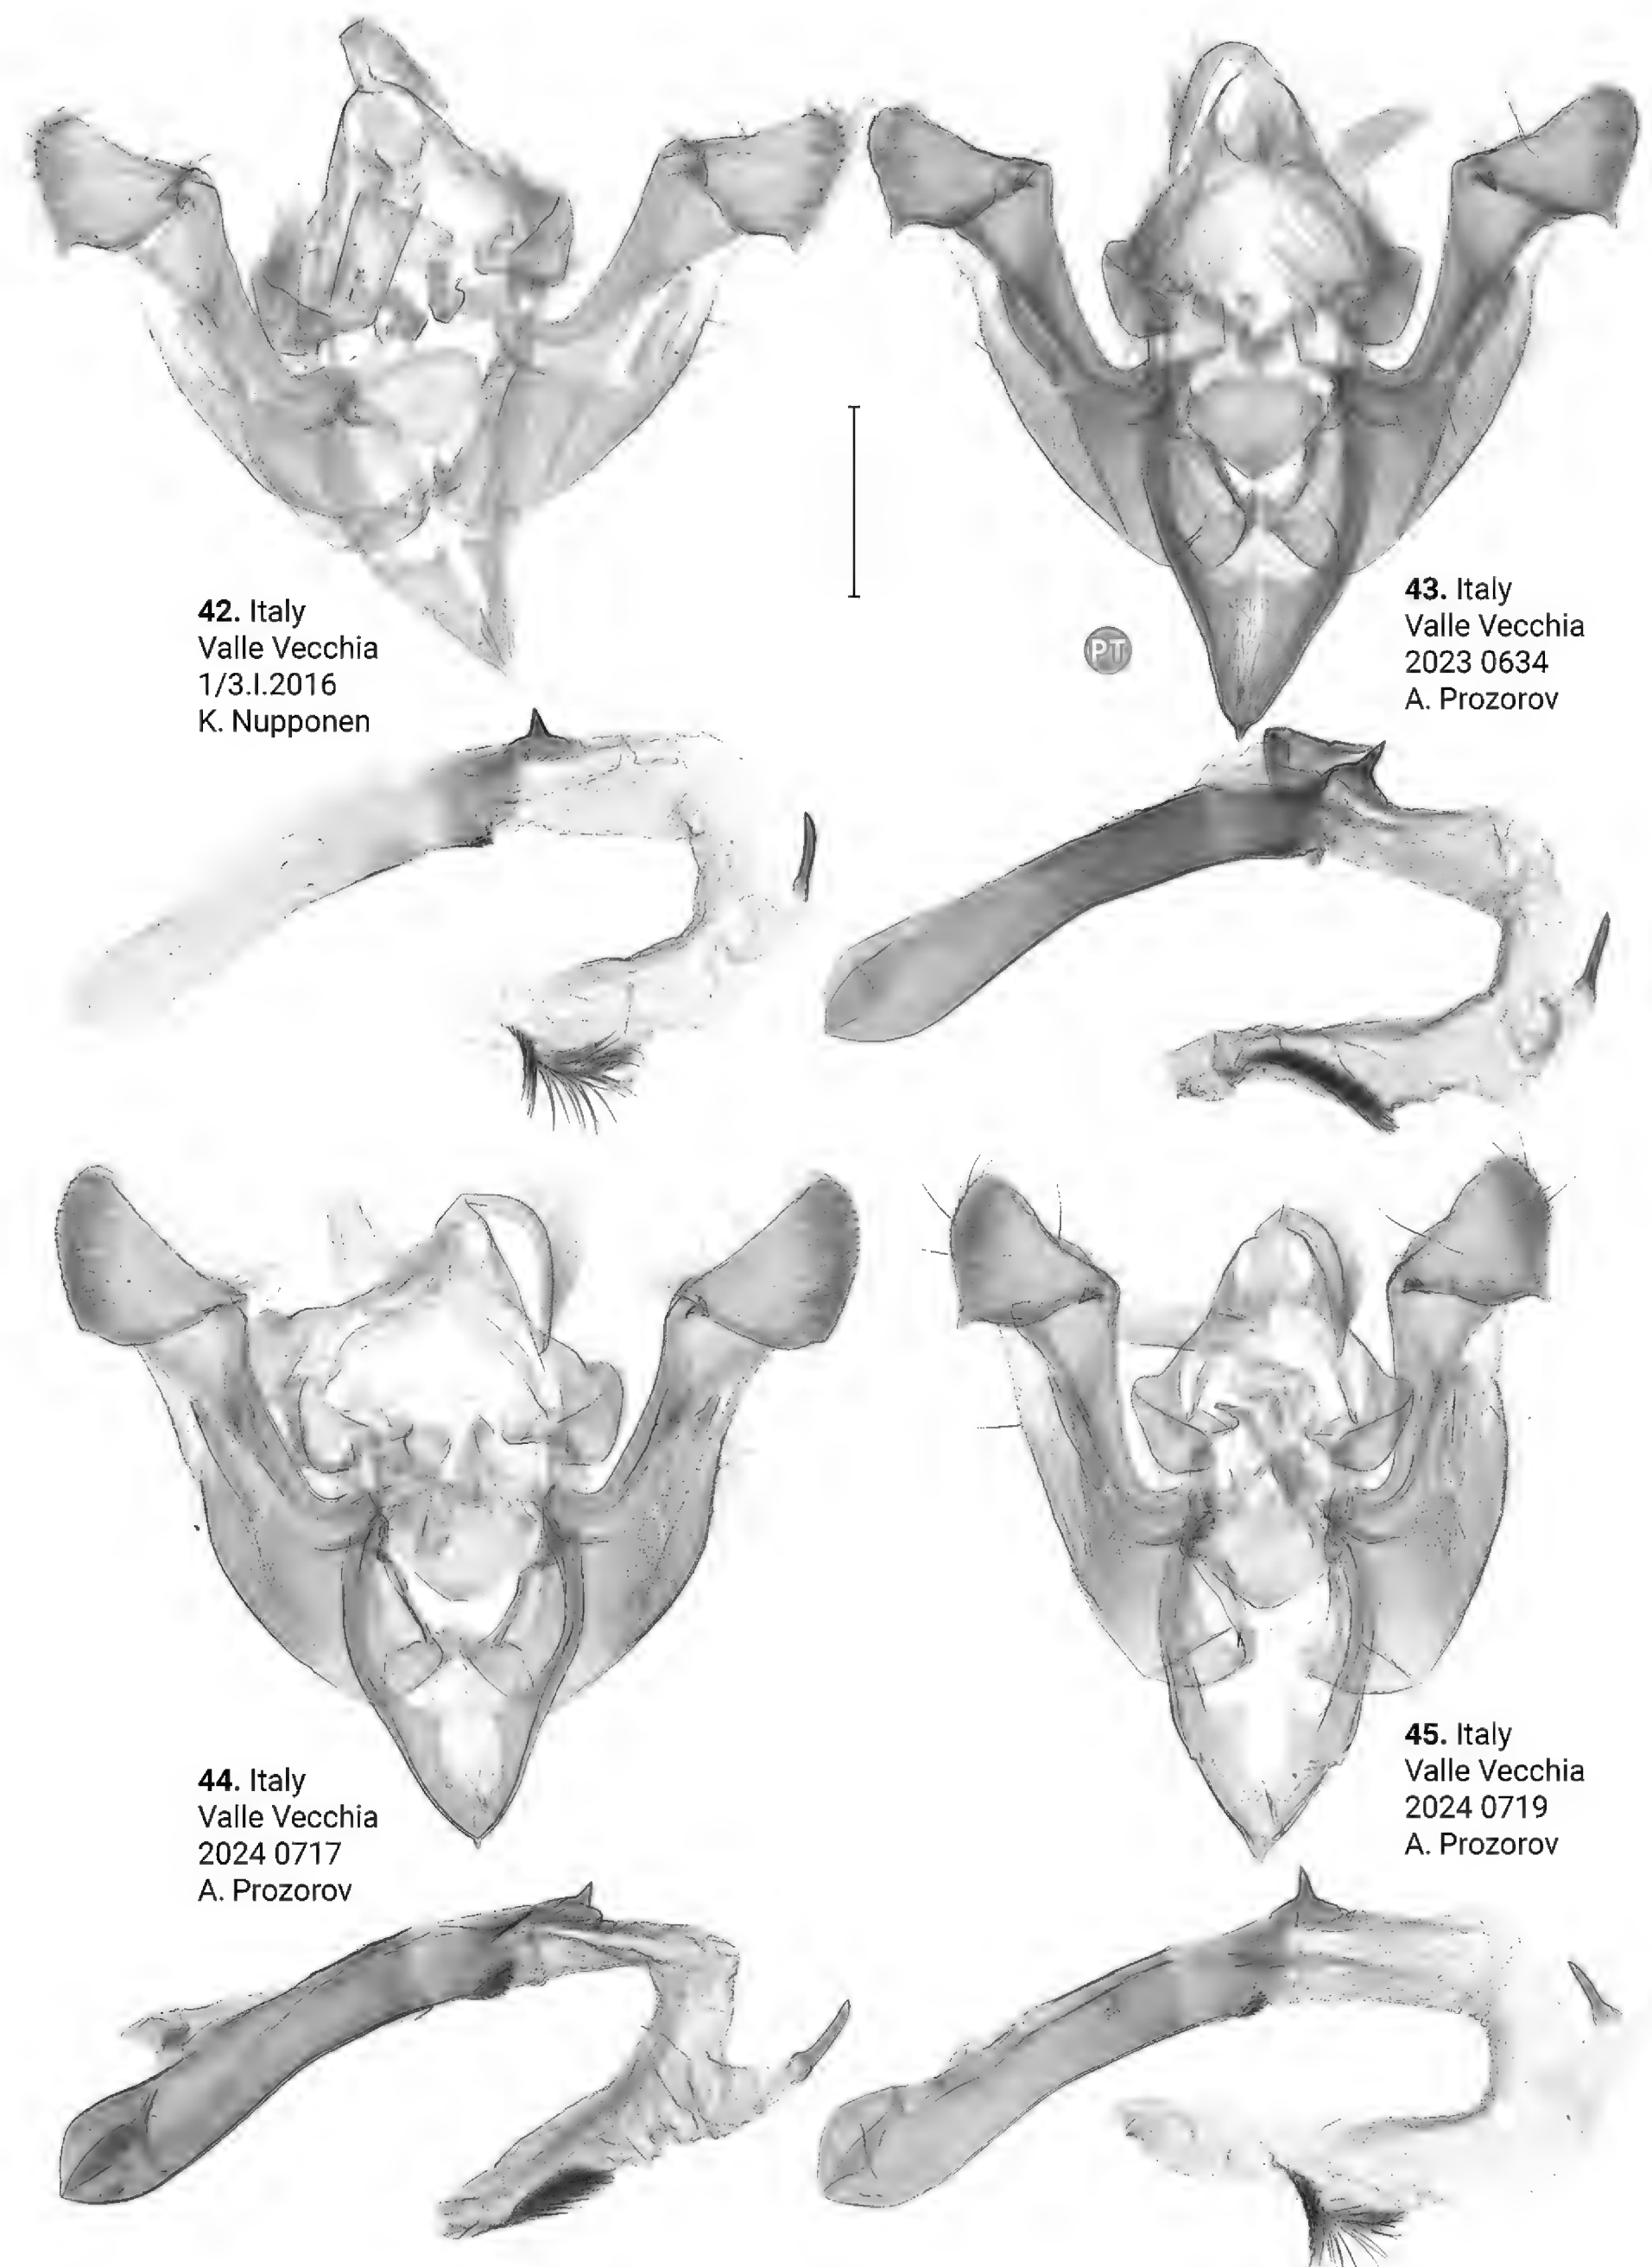 42. Italy
Valle Vecchia
1/3.I.2016
K. Nupponen
PT
43. Italy
Valle Vecchia
2023 0634
A. Prozorov
44. Italy
Valle Vecchia
2024 0717
A. Prozorov
45. Italy
Valle Vecchia
2024 0719
A. Prozorov